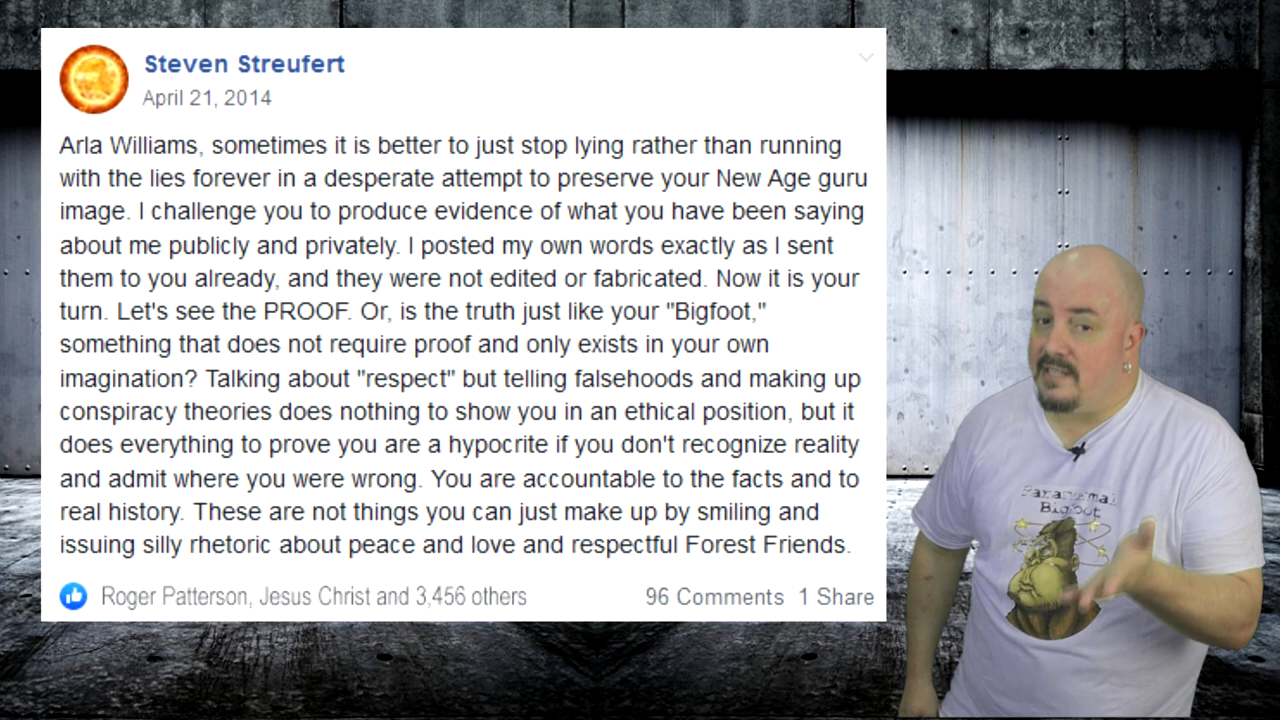 Steven Streufert
April 21, 2014
Arla Williams, sometimes it is better to just stop lying rather than running
with the lies forever in a desperate attempt to preserve your New Age guru
image. I challenge you to produce evidence of what you have been saying
about me publicly and privately. I posted my own words exactly as I sent
them to you already, and they were not edited or fabricated. Now it is your
turn. Let's see the PROOF. Or, is the truth just like your "Bigfoot,"
something that does not require proof and only exists in your own
imagination? Talking about "respect" but telling falsehoods and making up
conspiracy theories does nothing to show you in an ethical position, but it
does everything to prove you are a hypocrite if you don't recognize reality
and admit where you were wrong. You are accountable to the facts and to
real history. These are not things you can just make up by smiling and
issuing silly rhetoric about peace and love and respectful Forest Friends.
Roger Patterson, Jesus Christ and 3,456 others 96 Comments 1 Share
Paranormal
Bigfoot